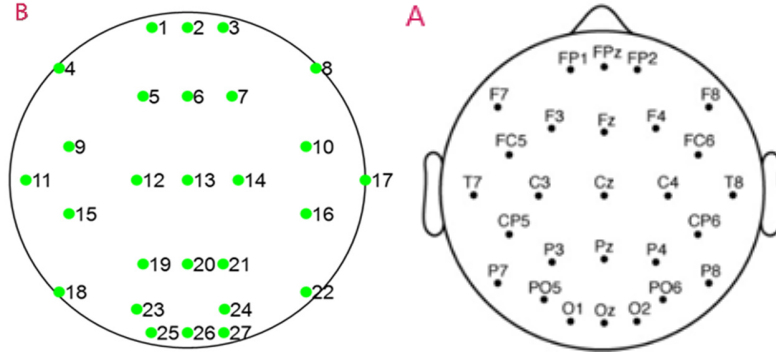 B
1 2 3
4 8
5 6 7
9 10
11 12 13 14 17
15 16
19 20 21
18 22
23 24
25 26 27
A
FP1 FPz FP2
F7 F8
F3 Fz F4
FC5 FC6
T7 C3 Cz C4 T8
CP5 CP6
P3 Pz P4
P7 P8
PO5 PO6
O1 Oz O2